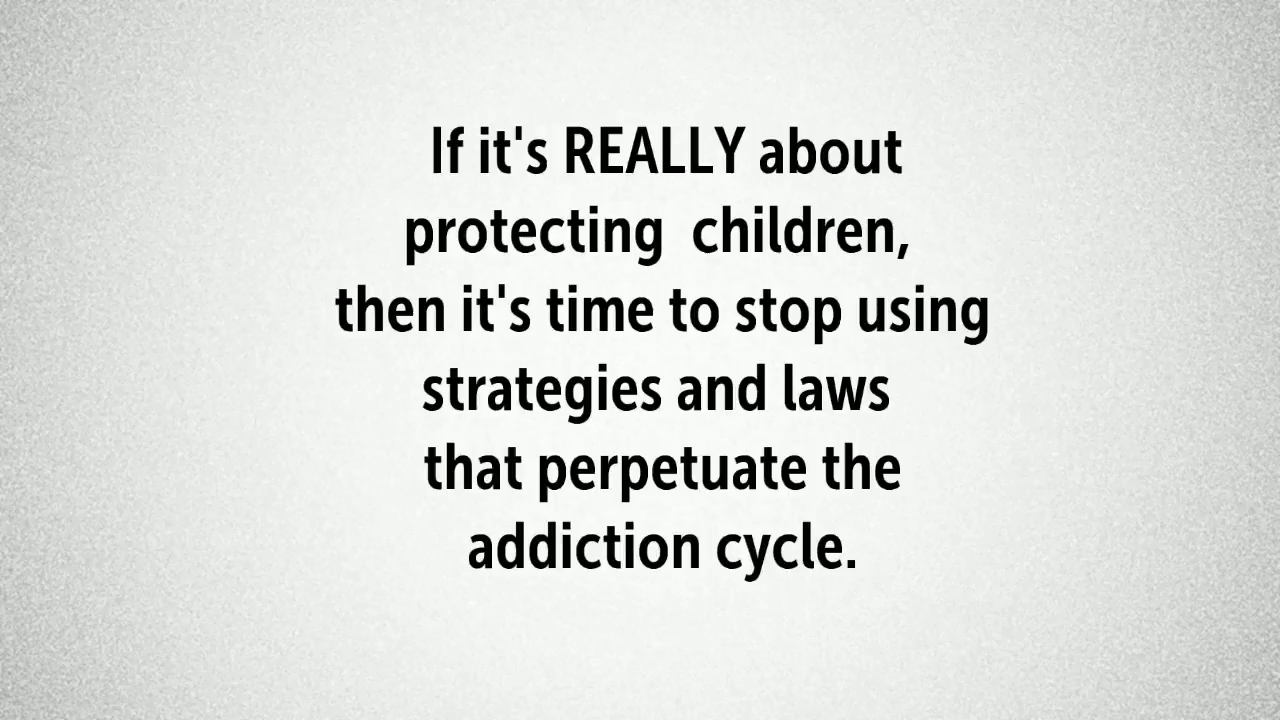 If it's REALLY about
protecting  children,
then it's time to stop using
strategies and laws
that perpetuate the
addiction cycle.